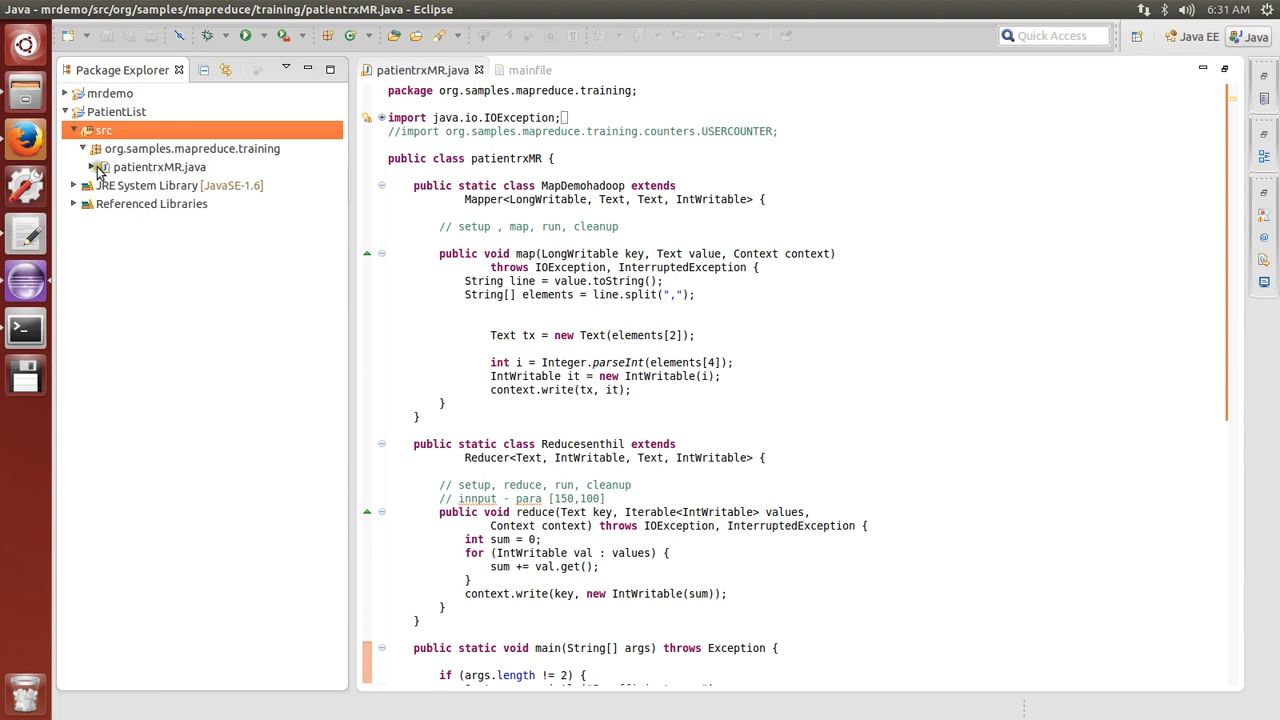 Java - mrdemo/src/org/samples/mapreduce/training/patientrxMR.java - Eclipse
6:31 AM
Quick Access
Java EE
Java
Package Explorer
mrdemo
PatientList
src
org.samples.mapreduce.training
patientrxMR.java
JRE System Library [JavaSE-1.6]
Referenced Libraries
patientrxMR.java
mainfile
package org.samples.mapreduce.training;
import java.io.IOException;
//import org.samples.mapreduce.training.counters.USERCOUNTER;
public class patientrxMR {
public static class MapDemohadoop extends
Mapper<LongWritable, Text, Text, IntWritable> {
// setup , map, run, cleanup
public void map(LongWritable key, Text value, Context context)
throws IOException, InterruptedException {
String line = value.toString();
String[] elements = line.split(",");
Text tx = new Text(elements[2]);
int i = Integer.parseInt(elements[4]);
IntWritable it = new IntWritable(i);
context.write(tx, it);
}
}
public static class Reducesenthil extends
Reducer<Text, IntWritable, Text, IntWritable> {
// setup, reduce, run, cleanup
// innput - para [150,100]
public void reduce(Text key, Iterable<IntWritable> values,
Context context) throws IOException, InterruptedException {
int sum = 0;
for (IntWritable val : values) {
sum += val.get();
}
context.write(key, new IntWritable(sum));
}
}
public static void main(String[] args) throws Exception {
if (args.length != 2) {